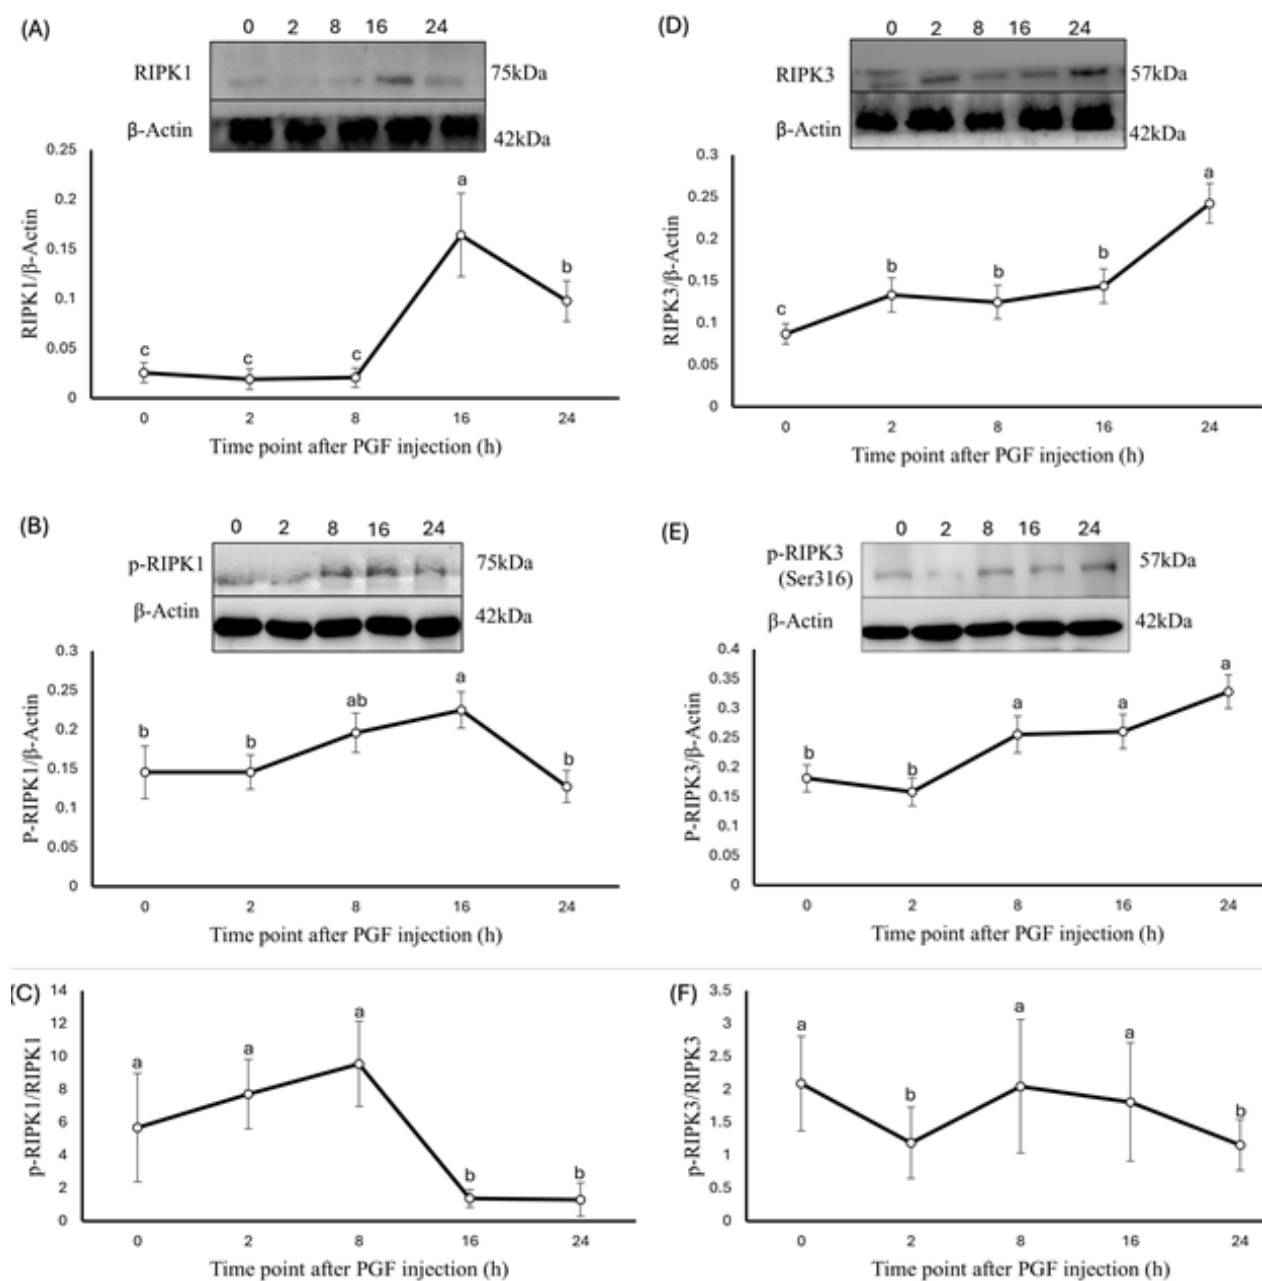 (A)
0 2 8 16 24
RIPK1 75kDa
β-Actin 42kDa
0.25
0.2
0.15
0.1
0.05
0
RIPK1/β-Actin
c c c a b
0 2 8 16 24
Time point after PGF injection (h)
(D)
0 2 8 16 24
RIPK3 57kDa
β-Actin 42kDa
0.3
0.25
0.2
0.15
0.1
0.05
0
RIPK3/β-Actin
c b b b a
0 2 8 16 24
Time point after PGF injection (h)
(B)
0 2 8 16 24
p-RIPK1 75kDa
β-Actin 42kDa
0.3
0.25
0.2
0.15
0.1
0.05
0
P-RIPK1/β-Actin
b b ab a b
0 2 8 16 24
Time point after PGF injection (h)
(E)
0 2 8 16 24
p-RIPK3 57kDa
(Ser316)
β-Actin 42kDa
0.4
0.35
0.3
0.25
0.2
0.15
0.1
0.05
0
P-RIPK3/β-Actin
b b a a a
0 2 8 16 24
Time point after PGF injection (h)
(C)
14
12
10
8
6
4
2
0
p-RIPK1/RIPK1
a a a b b
0 2 8 16 24
Time point after PGF injection (h)
(F)
3.5
3
2.5
2
1.5
1
0.5
0
p-RIPK3/RIPK3
a b a a b
0 2 8 16 24
Time point after PGF injection (h)